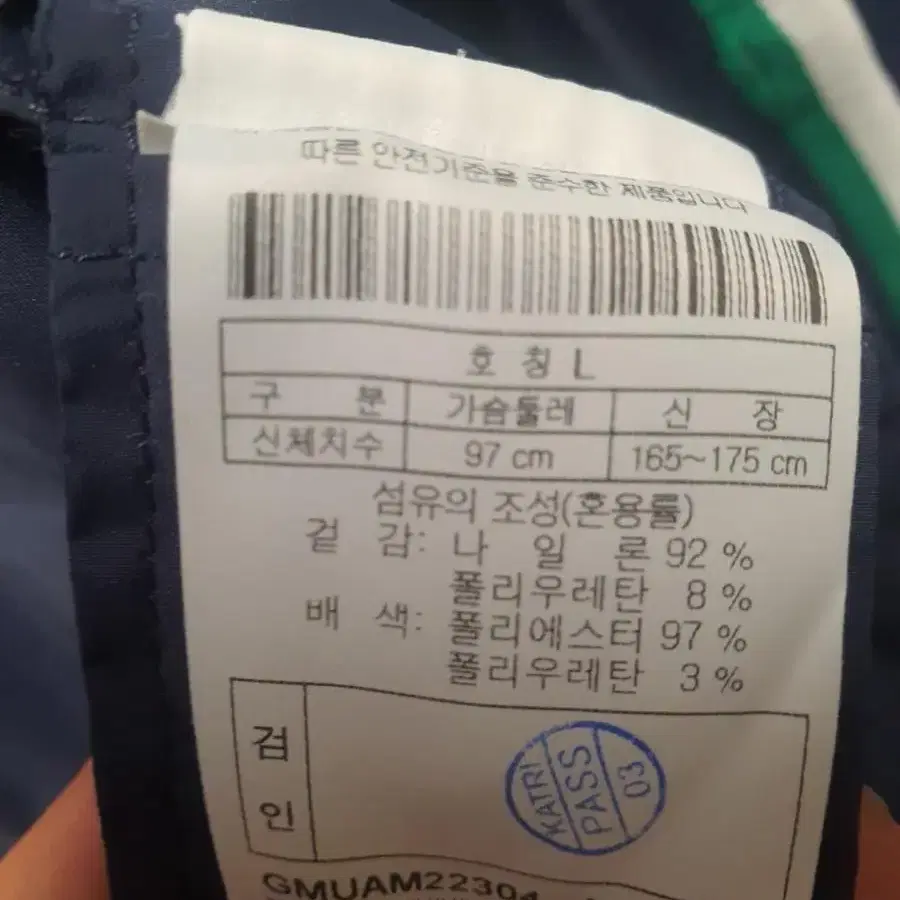 따른 안전기준을 준수한 제품입니다
호 칭 L
구 분 가슴둘레 신 장
신체치수 97 cm 165~175 cm
섬유의 조성(혼용률)
겉 감: 나 일 론 92 %
폴리우레탄 8 %
배 색: 폴리에스터 97 %
폴리우레탄 3 %
검 인
KATRI PASS 03
GMUAM22304